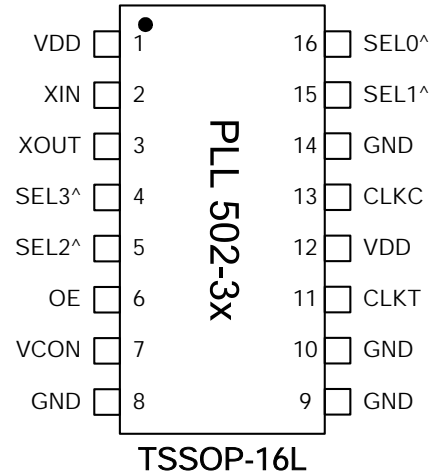 VDD 1 16 SEL0^
XIN 2 15 SEL1^
XOUT 3 14 GND
SEL3^ 4 13 CLKC
SEL2^ 5 12 VDD
OE 6 11 CLKT
VCON 7 10 GND
GND 8 9 GND
PLL 502-3x
TSSOP-16L